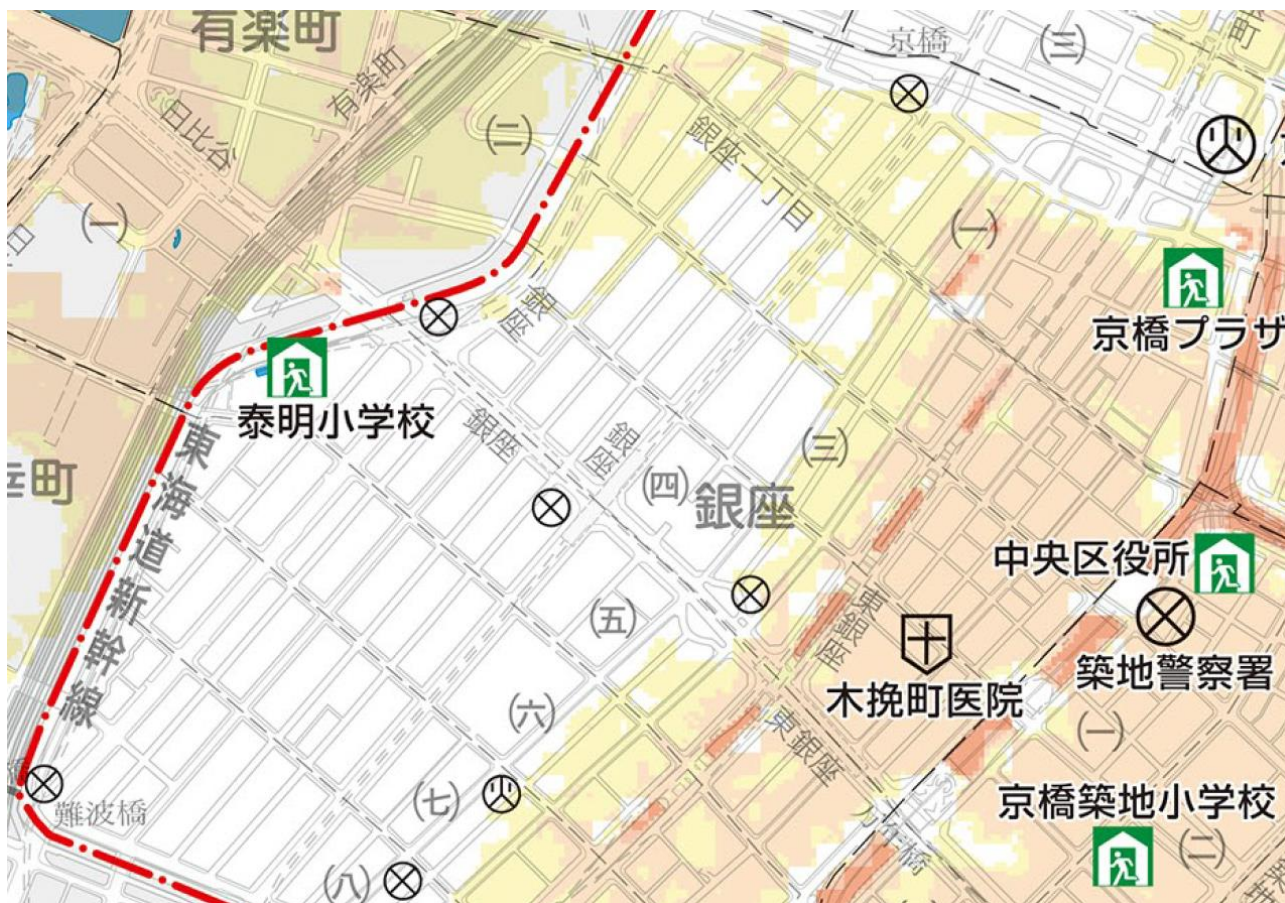 有楽町
京橋
(三)
有楽町
日比谷
(二)
銀座一丁目
(一)
(一)
銀座
京橋プラザ
泰明小学校
銀座
銀座
(三)
(四)
銀座
東海道新幹線
幸町
中央区役所
(五)
東銀座
築地警察署
木挽町医院
(六)
東銀座
(一)
(七)
難波橋
万年橋
京橋築地小学校
(二)
(八)